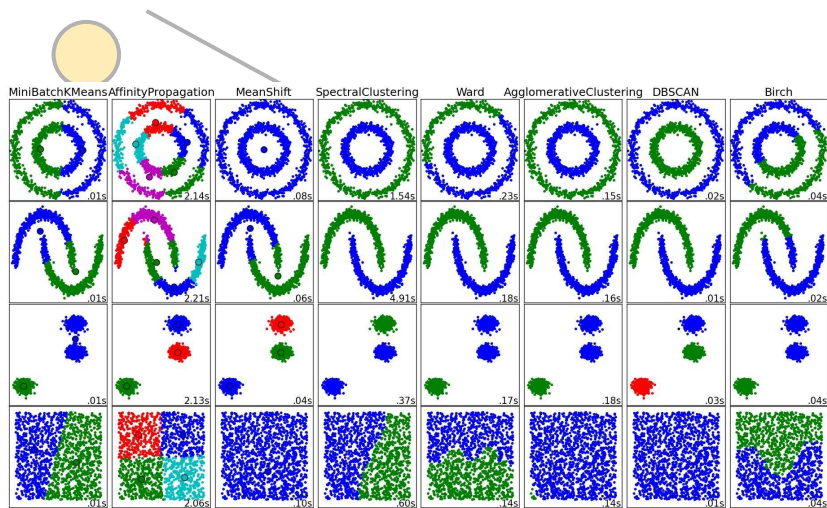 MiniBatchKMeans AffinityPropagation MeanShift SpectralClustering Ward AgglomerativeClustering DBSCAN Birch
.01s 2.14s .08s 1.54s .23s .15s .02s .04s
.01s 2.21s .06s 4.91s .18s .16s .01s .02s
.01s 2.13s .04s .37s .17s .18s .03s .04s
.01s 2.06s .10s .60s .14s .14s .01s .04s